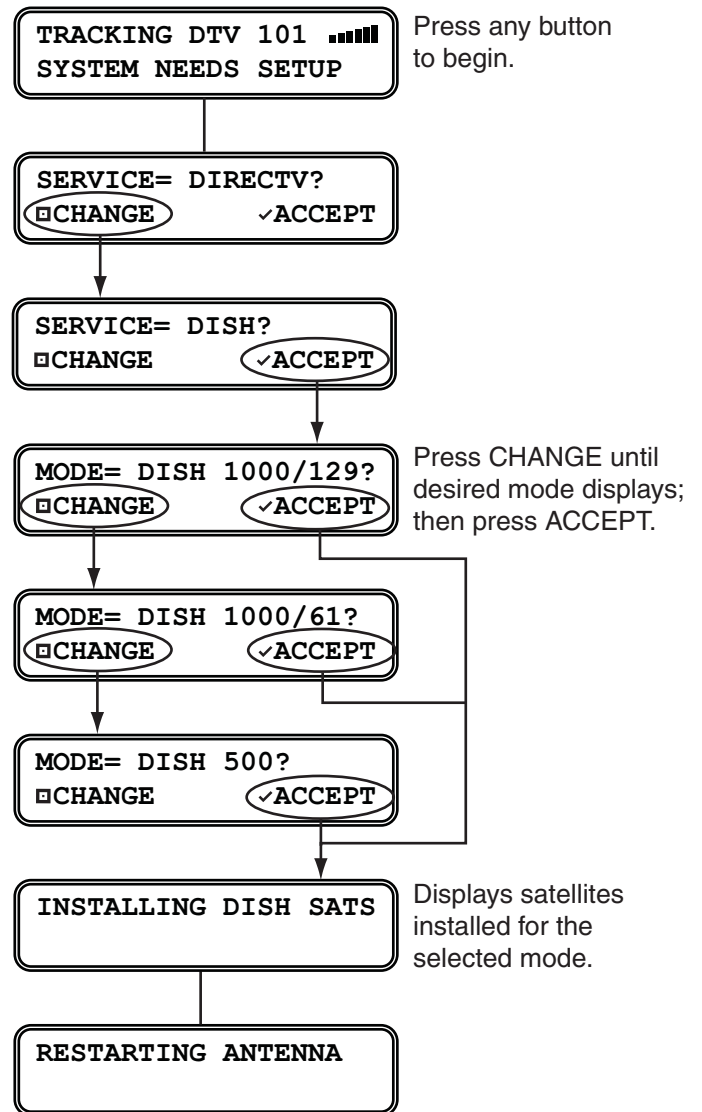 TRACKING DTV 101
SYSTEM NEEDS SETUP
Press any button
to begin.
SERVICE= DIRECTV?
⊡CHANGE ✓ACCEPT
SERVICE= DISH?
⊡CHANGE ✓ACCEPT
MODE= DISH 1000/129?
⊡CHANGE ✓ACCEPT
Press CHANGE until
desired mode displays;
then press ACCEPT.
MODE= DISH 1000/61?
⊡CHANGE ✓ACCEPT
MODE= DISH 500?
⊡CHANGE ✓ACCEPT
INSTALLING DISH SATS
Displays satellites
installed for the
selected mode.
RESTARTING ANTENNA